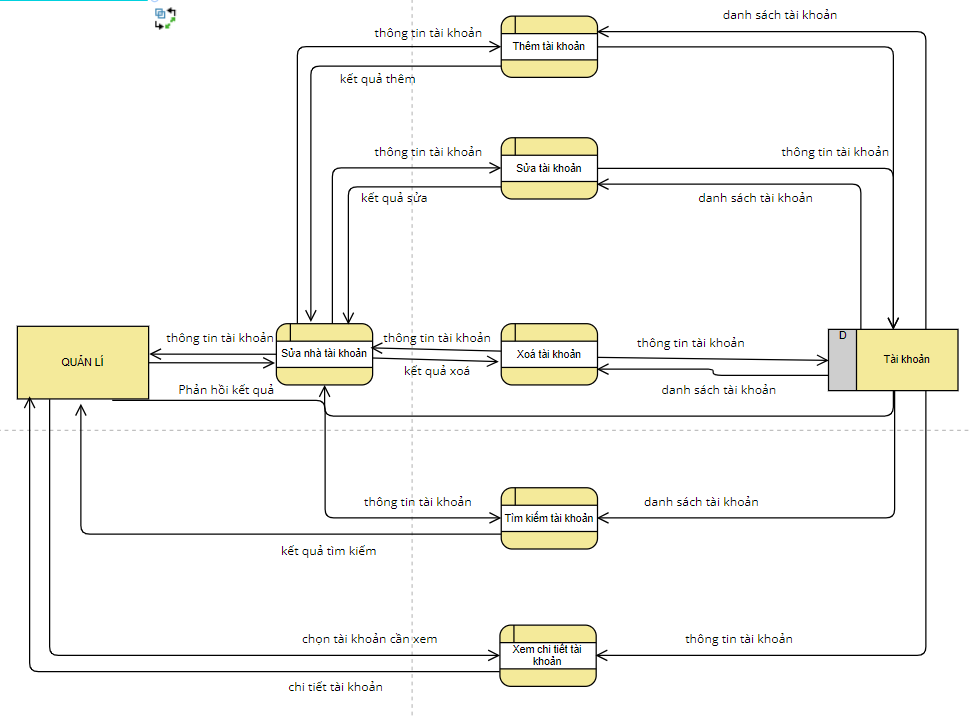 danh sách tài khoản
thông tin tài khoản
Thêm tài khoản
kết quả thêm
thông tin tài khoản
thông tin tài khoản
Sửa tài khoản
kết quả sửa
danh sách tài khoản
QUẢN LÍ
thông tin tài khoản
Sửa nhà tài khoản
thông tin tài khoản
Xoá tài khoản
thông tin tài khoản
D
Tài khoản
kết quả xoá
Phản hồi kết quả
danh sách tài khoản
thông tin tài khoản
danh sách tài khoản
Tìm kiếm tài khoản
kết quả tìm kiếm
chọn tài khoản cần xem
thông tin tài khoản
Xem chi tiết tài
khoản
chi tiết tài khoản